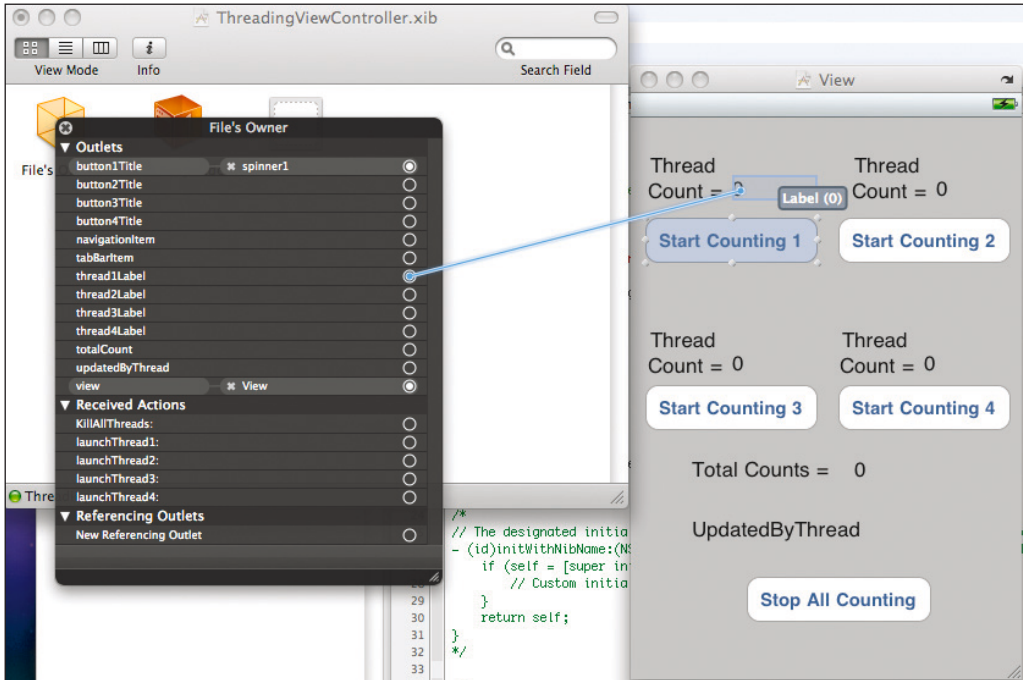 ThreadingViewController.xib
View Mode
Info
Search Field
File's
File's Owner
Outlets
button1Title
spinner1
button2Title
button3Title
button4Title
navigationItem
tabBarItem
thread1Label
thread2Label
thread3Label
thread4Label
totalCount
updatedByThread
view
View
Received Actions
KillAllThreads:
launchThread1:
launchThread2:
launchThread3:
launchThread4:
Referencing Outlets
New Referencing Outlet
Thre
View
Thread
Count = 0
Label (0)
Start Counting 1
Thread
Count = 0
Start Counting 2
Thread
Count = 0
Start Counting 3
Thread
Count = 0
Start Counting 4
Total Counts = 0
UpdatedByThread
Stop All Counting
/*
// The designated initia
- (id)initWithNibName:(NS
if (self = [super in
// Custom initia
29 }
30 return self;
31 }
32 */
33